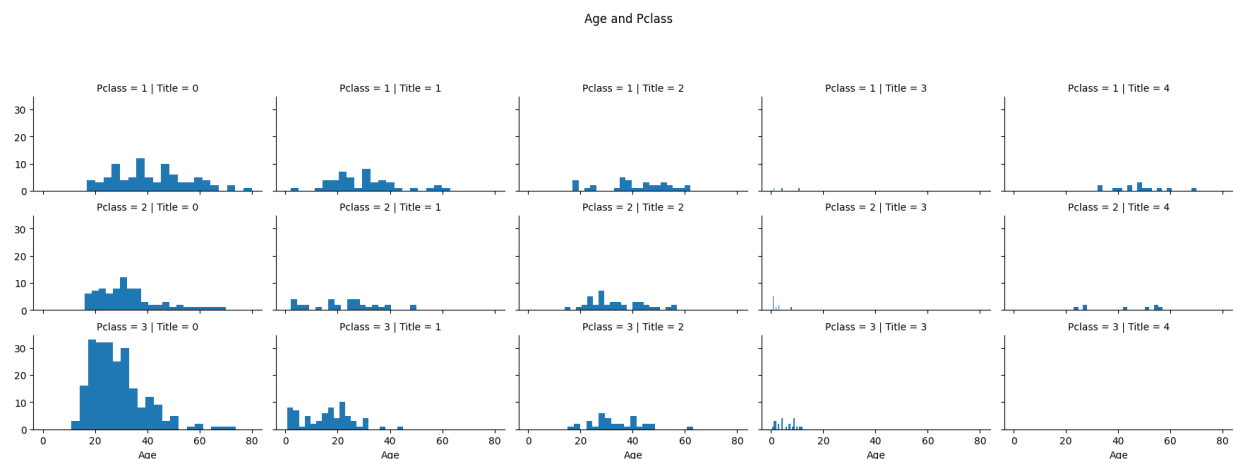 Age and Pclass
Pclass = 1 | Title = 0
Pclass = 1 | Title = 1
Pclass = 1 | Title = 2
Pclass = 1 | Title = 3
Pclass = 1 | Title = 4
30
20
10
0
Pclass = 2 | Title = 0
Pclass = 2 | Title = 1
Pclass = 2 | Title = 2
Pclass = 2 | Title = 3
Pclass = 2 | Title = 4
30
20
10
0
Pclass = 3 | Title = 0
Pclass = 3 | Title = 1
Pclass = 3 | Title = 2
Pclass = 3 | Title = 3
Pclass = 3 | Title = 4
30
20
10
0
0 20 40 60 80
0 20 40 60 80
0 20 40 60 80
0 20 40 60 80
0 20 40 60 80
Age
Age
Age
Age
Age